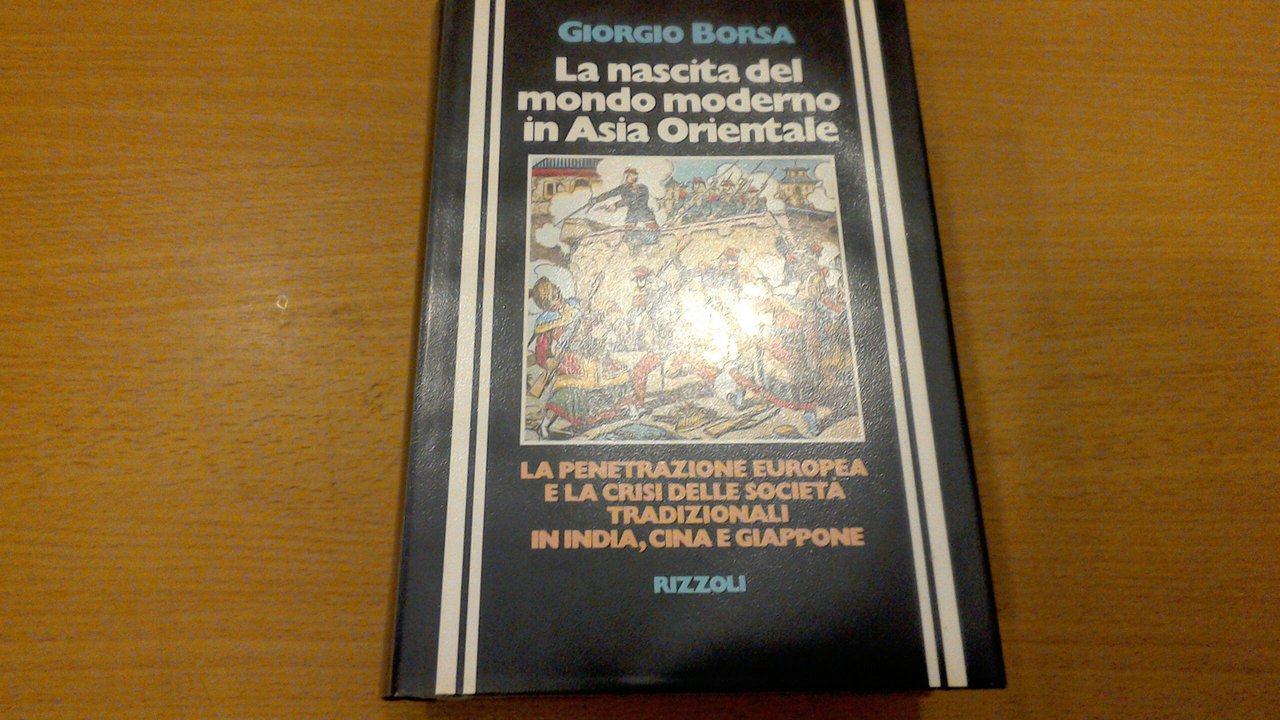 GIORGIO BORSA
La nascita del
mondo moderno
in Asia Orientale
LA PENETRAZIONE EUROPEA
E LA CRISI DELLE SOCIETÀ
TRADIZIONALI
IN INDIA, CINA E GIAPPONE
RIZZOLI